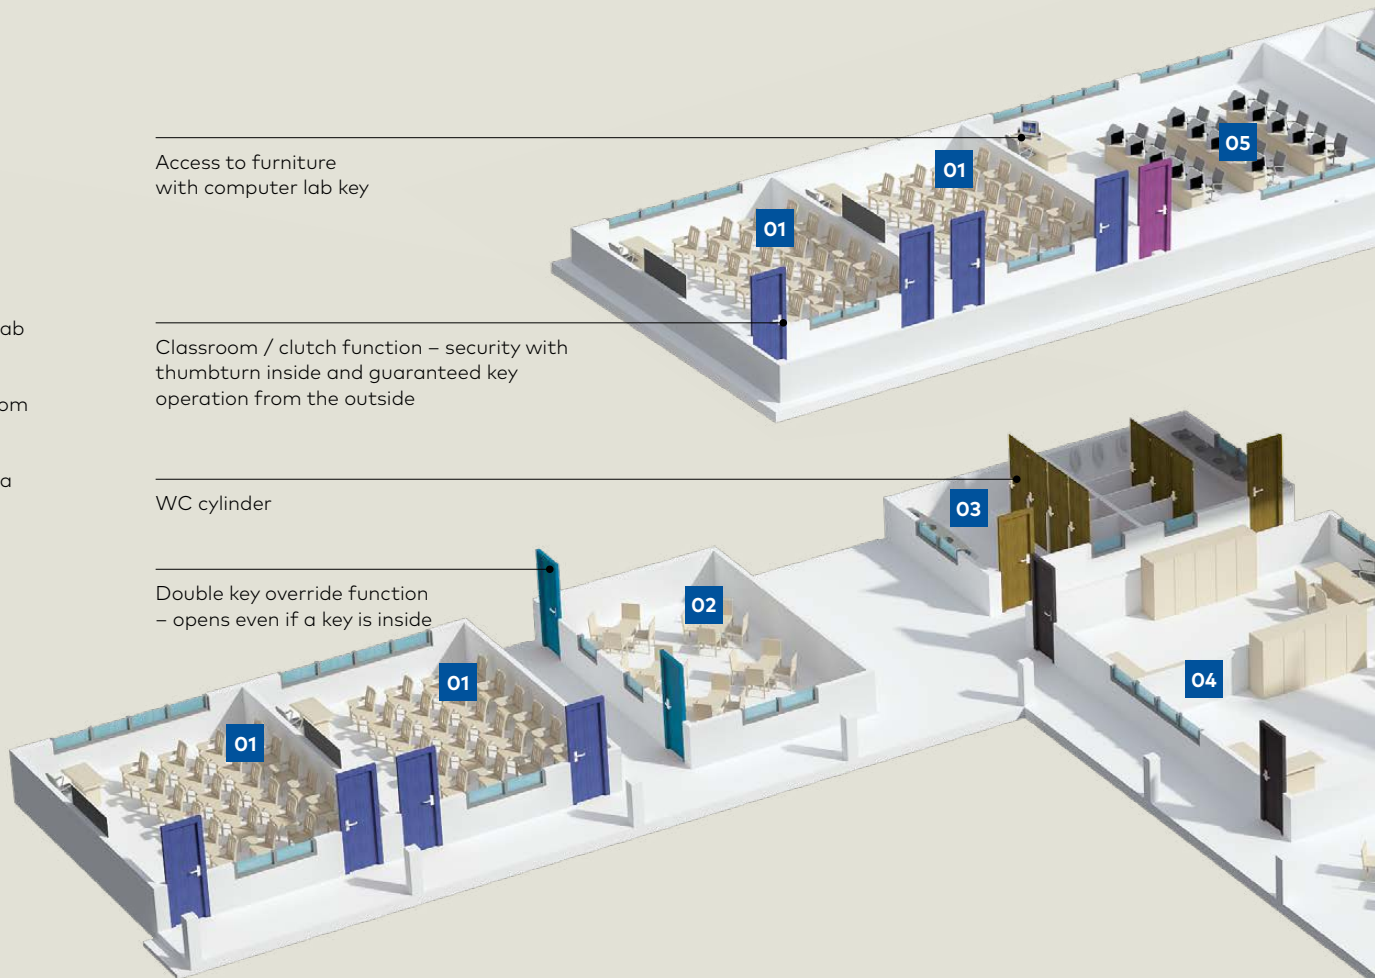 Access to furniture
with computer lab key
Classroom / clutch function – security with
thumbturn inside and guaranteed key
operation from the outside
WC cylinder
Double key override function
– opens even if a key is inside
ab
om
a
01
01
05
03
02
04
01
01